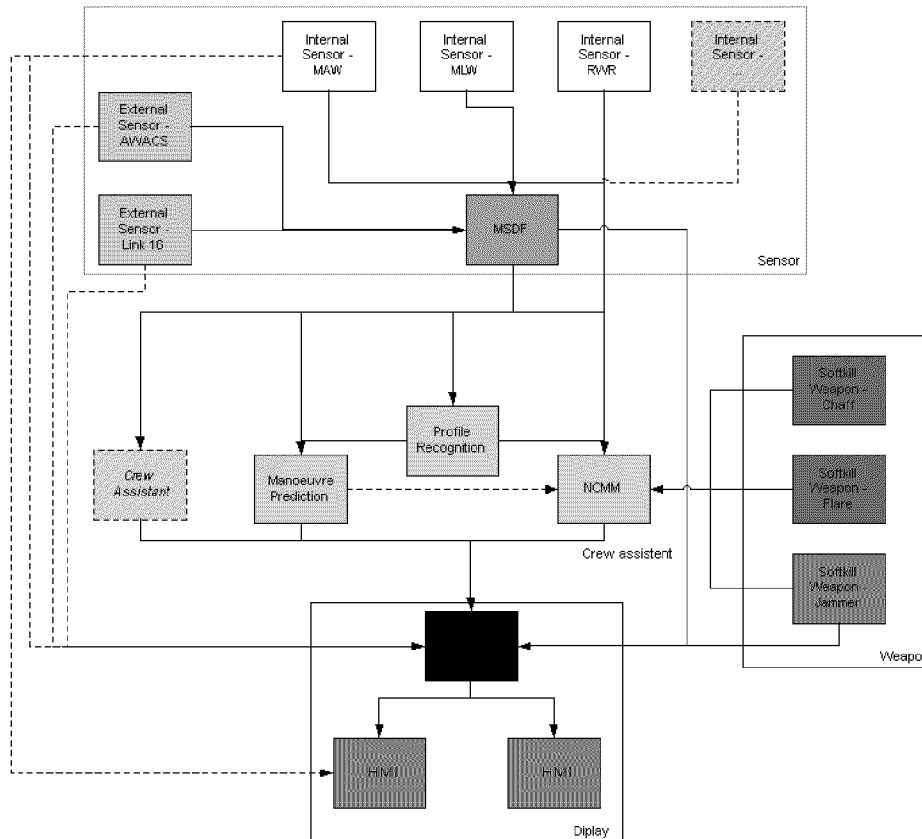 Internal
Sensor -
MAW
Internal
Sensor -
MLW
Internal
Sensor -
RWR
Internal
Sensor -
...
External
Sensor -
AWACS
External
Sensor -
Link 16
MSDF
Sensor
Softkill
Weapon -
Chaff
Profile
Recognition
Crew
Assistant
Manoeuvre
Prediction
NCMM
Softkill
Weapon -
Flare
Crew assistent
Softkill
Weapon -
Jammer
Weapo
HMI
HMI
Diplay